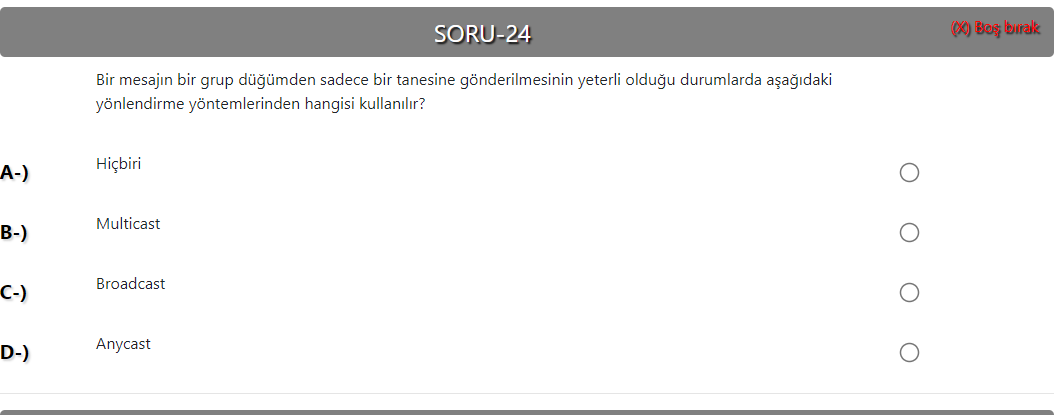 SORU-24
(X) Boş bırak
Bir mesajın bir grup düğümden sadece bir tanesine gönderilmesinin yeterli olduğu durumlarda aşağıdaki
yönlendirme yöntemlerinden hangisi kullanılır?
A-) Hiçbiri
B-) Multicast
C-) Broadcast
D-) Anycast